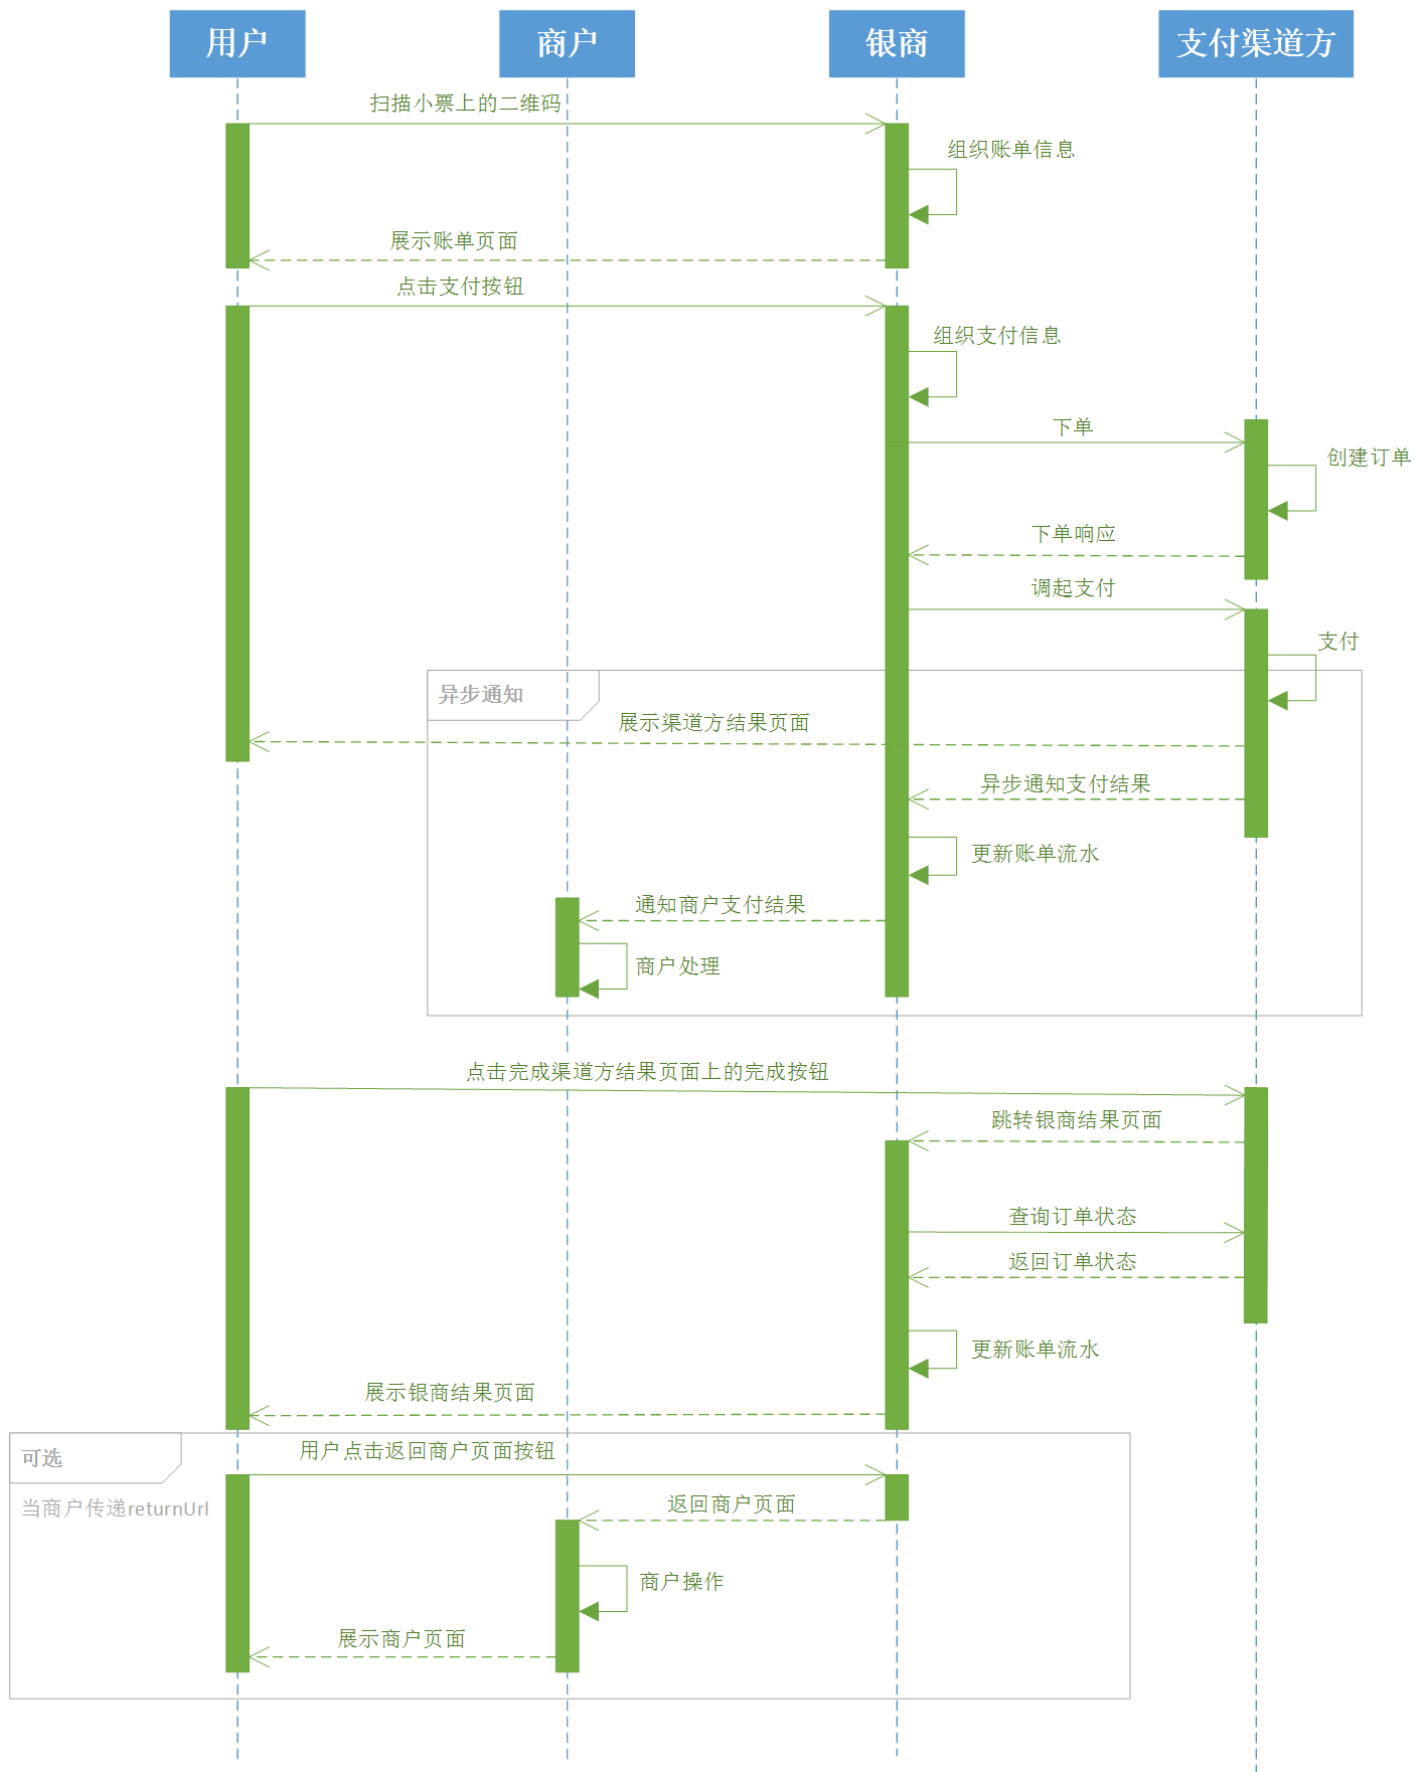 用户
商户
银商
支付渠道方
扫描小票上的二维码
组织账单信息
展示账单页面
点击支付按钮
组织支付信息
下单
创建订单
下单响应
调起支付
支付
异步通知
展示渠道方结果页面
异步通知支付结果
更新账单流水
通知商户支付结果
商户处理
点击完成渠道方结果页面上的完成按钮
跳转银商结果页面
查询订单状态
返回订单状态
更新账单流水
展示银商结果页面
可选
用户点击返回商户页面按钮
当商户传递returnUrl
返回商户页面
商户操作
展示商户页面